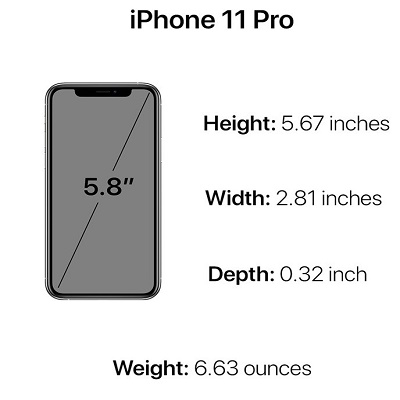 iPhone 11 Pro
5.8”
Height: 5.67 inches
Width: 2.81 inches
Depth: 0.32 inch
Weight: 6.63 ounces